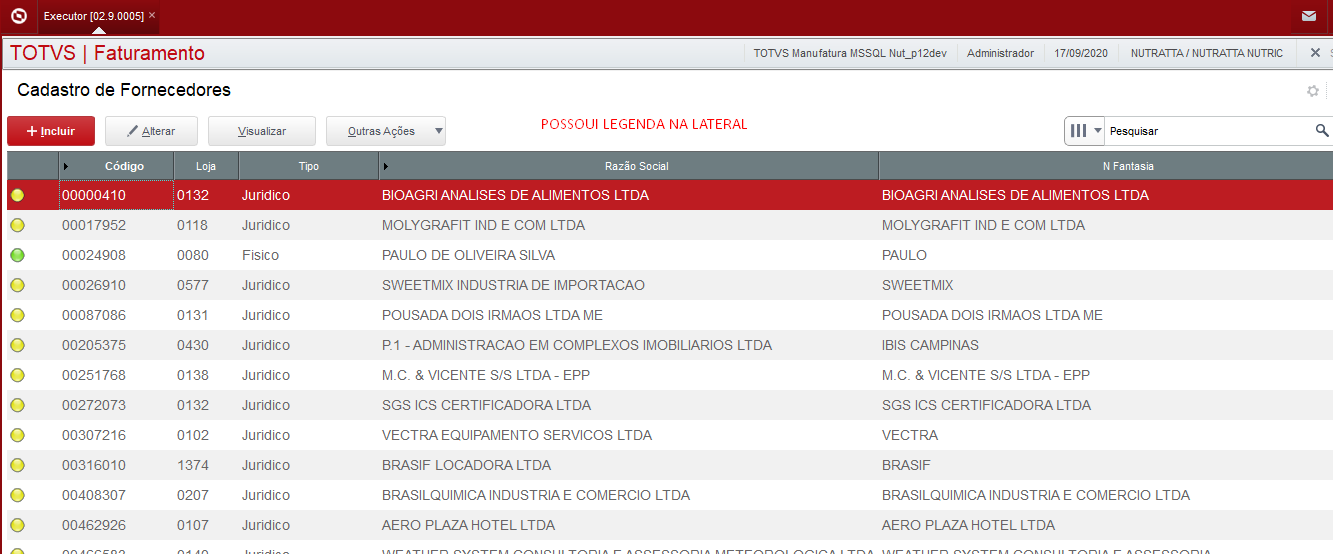 Executor [02.9.0005] ×
TOTVS | Faturamento TOTVS Manufatura MSSQL Nut_p12dev Administrador 17/09/2020 NUTRATTA / NUTRATTA NUTRIC ×
Cadastro de Fornecedores
+ Incluir Alterar Visualizar Outras Ações POSSOUI LEGENDA NA LATERAL Pesquisar
Código Loja Tipo Razão Social N Fantasia
00000410 0132 Juridico BIOAGRI ANALISES DE ALIMENTOS LTDA BIOAGRI ANALISES DE ALIMENTOS LTDA
00017952 0118 Juridico MOLYGRAFIT IND E COM LTDA MOLYGRAFIT IND E COM LTDA
00024908 0080 Fisico PAULO DE OLIVEIRA SILVA PAULO
00026910 0577 Juridico SWEETMIX INDUSTRIA DE IMPORTACAO SWEETMIX
00087086 0131 Juridico POUSADA DOIS IRMAOS LTDA ME POUSADA DOIS IRMAOS LTDA ME
00205375 0430 Juridico P.1 - ADMINISTRACAO EM COMPLEXOS IMOBILIARIOS LTDA IBIS CAMPINAS
00251768 0138 Juridico M.C. & VICENTE S/S LTDA - EPP M.C. & VICENTE S/S LTDA - EPP
00272073 0132 Juridico SGS ICS CERTIFICADORA LTDA SGS ICS CERTIFICADORA LTDA
00307216 0102 Juridico VECTRA EQUIPAMENTO SERVICOS LTDA VECTRA
00316010 1374 Juridico BRASIF LOCADORA LTDA BRASIF
00408307 0207 Juridico BRASILQUIMICA INDUSTRIA E COMERCIO LTDA BRASILQUIMICA INDUSTRIA E COMERCIO LTDA
00462926 0107 Juridico AERO PLAZA HOTEL LTDA AERO PLAZA HOTEL LTDA
00466583 0140 Juridico WEATHER SYSTEM CONSULTORIA E ASSESSORIA METEOROLOGICA LTDA WEATHER SYSTEM CONSULTORIA E ASSESSORIA